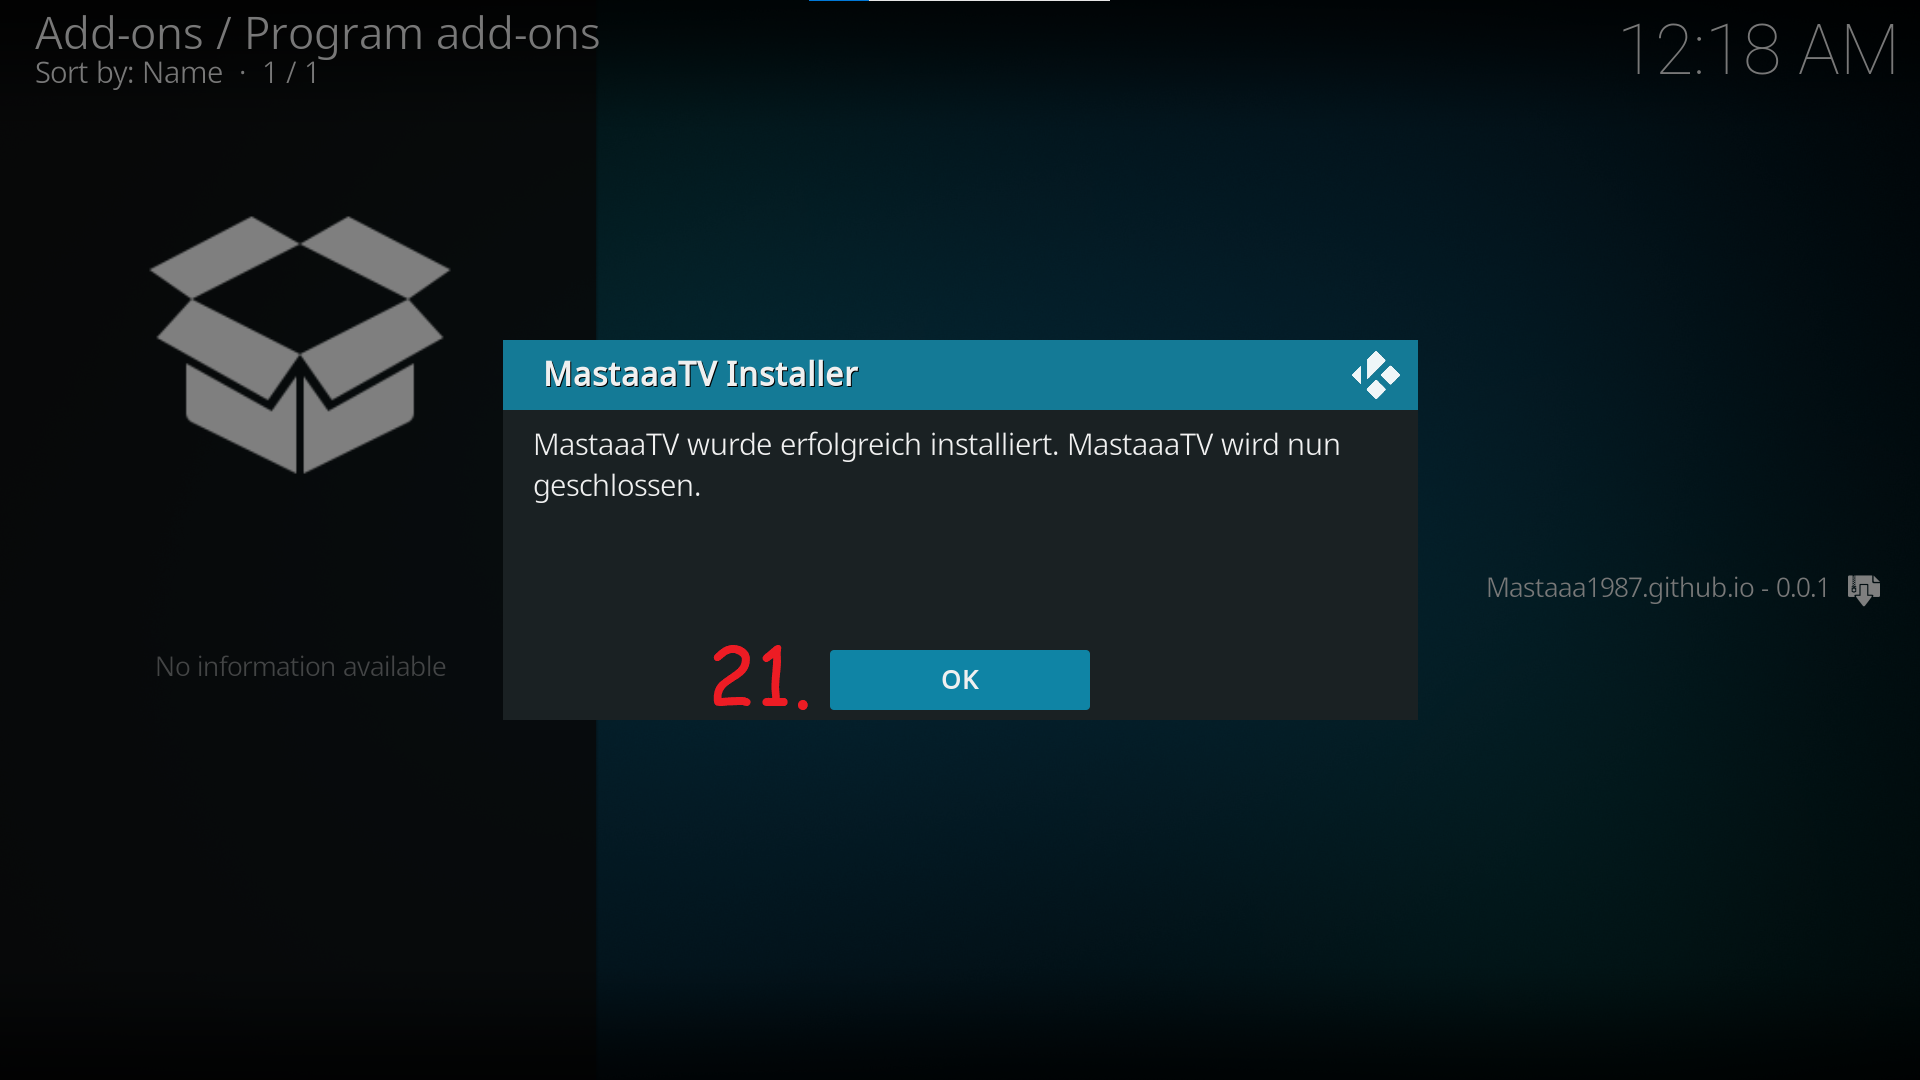 Add-ons / Program add-ons
Sort by: Name · 1 / 1
12:18 AM
MastaaaTV Installer
MastaaaTV wurde erfolgreich installiert. MastaaaTV wird nun
geschlossen.
Mastaaa1987.github.io - 0.0.1
No information available
21.
OK